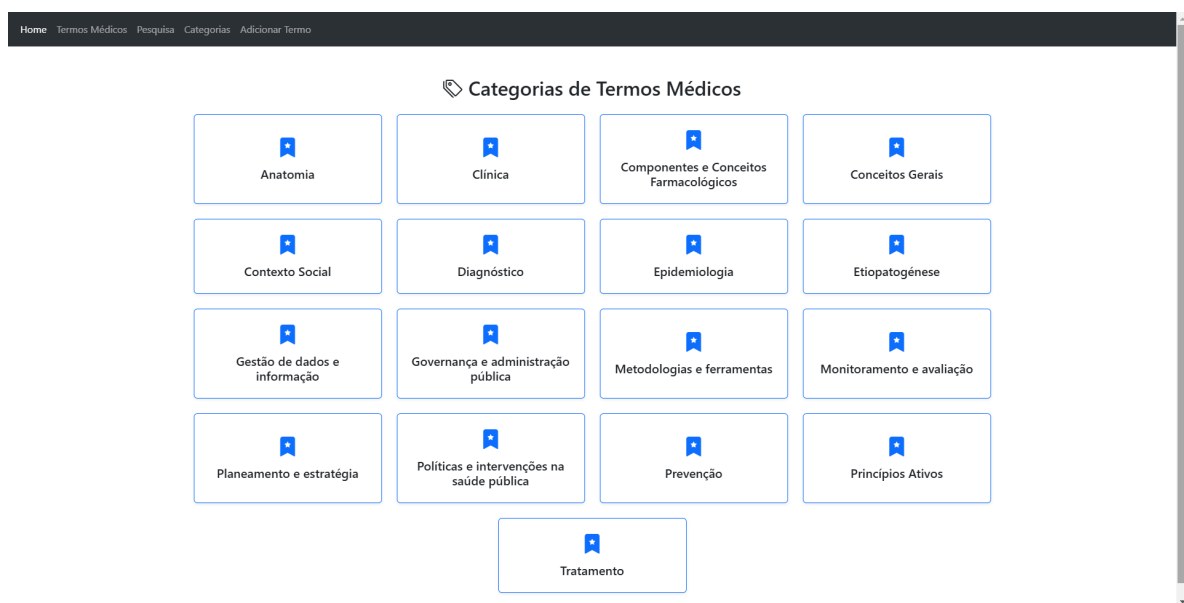 Home Termos Médicos Pesquisa Categorias Adicionar Termo
Categorias de Termos Médicos
Anatomia
Clínica
Componentes e Conceitos
Farmacológicos
Conceitos Gerais
Contexto Social
Diagnóstico
Epidemiologia
Etiopatogénese
Gestão de dados e
informação
Governança e administração
pública
Metodologias e ferramentas
Monitoramento e avaliação
Planeamento e estratégia
Políticas e intervenções na
saúde pública
Prevenção
Princípios Ativos
Tratamento